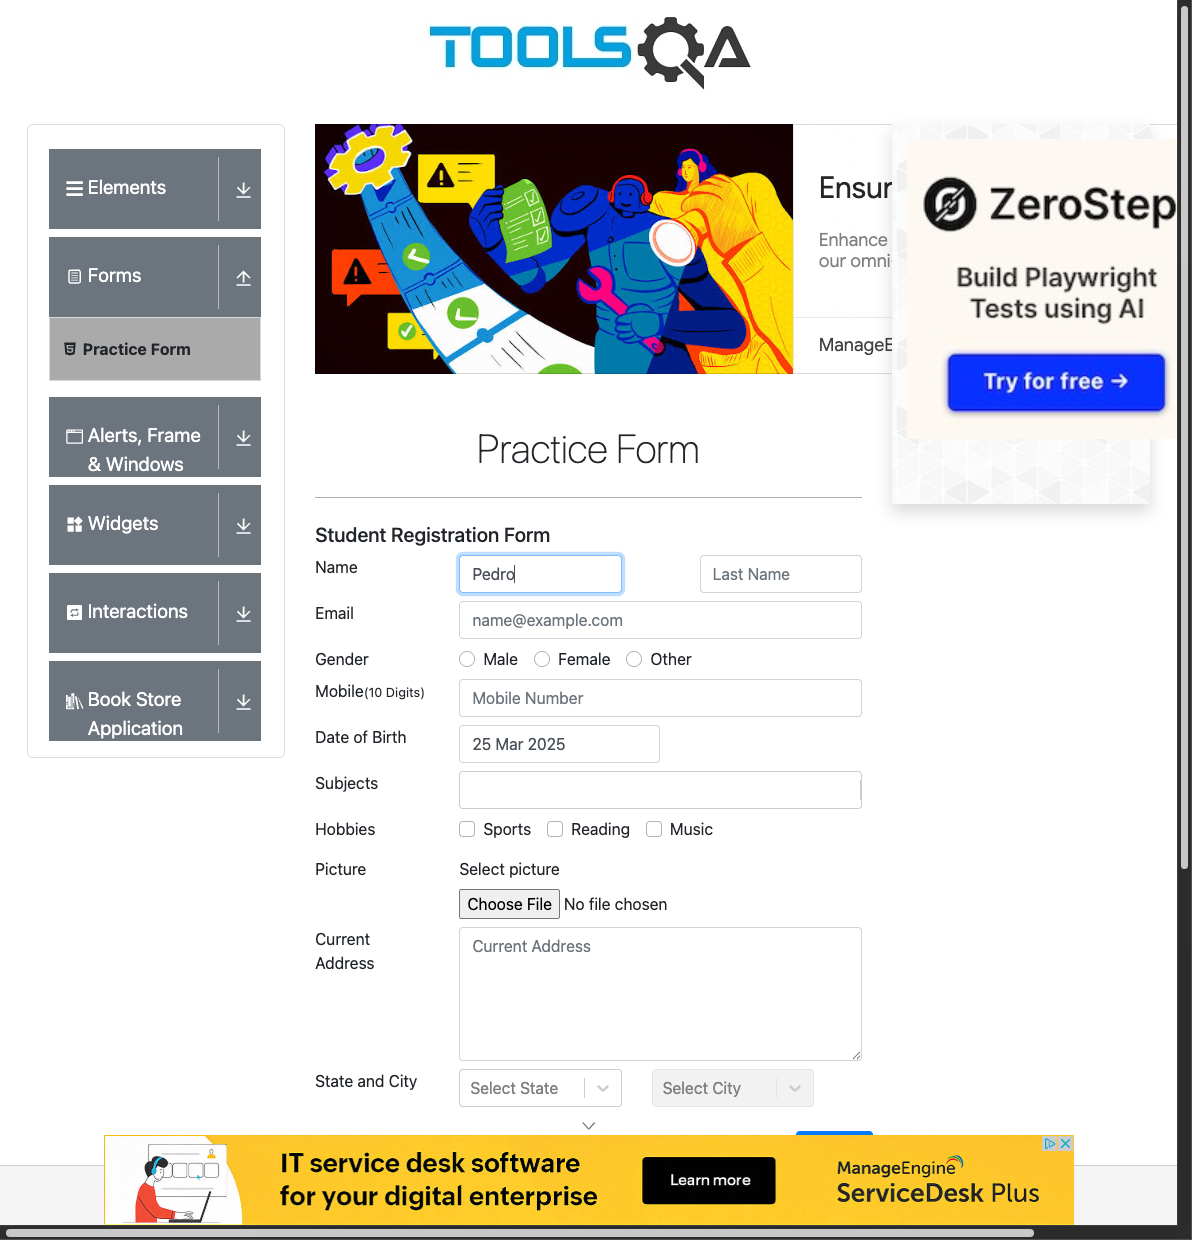 TOOLSQA
Elements
Forms
Practice Form
Alerts, Frame
& Windows
Widgets
Interactions
Book Store
Application
Ensur
Enhance
our omni
ManageE
ZeroStep
Build Playwright
Tests using AI
Try for free →
Practice Form
Student Registration Form
Name
Pedro
Last Name
Email
name@example.com
Gender
Male Female Other
Mobile(10 Digits)
Mobile Number
Date of Birth
25 Mar 2025
Subjects
Hobbies
Sports Reading Music
Picture
Select picture
Choose File No file chosen
Current
Address
Current Address
State and City
Select State
Select City
IT service desk software
for your digital enterprise
Learn more
ManageEngine
ServiceDesk Plus